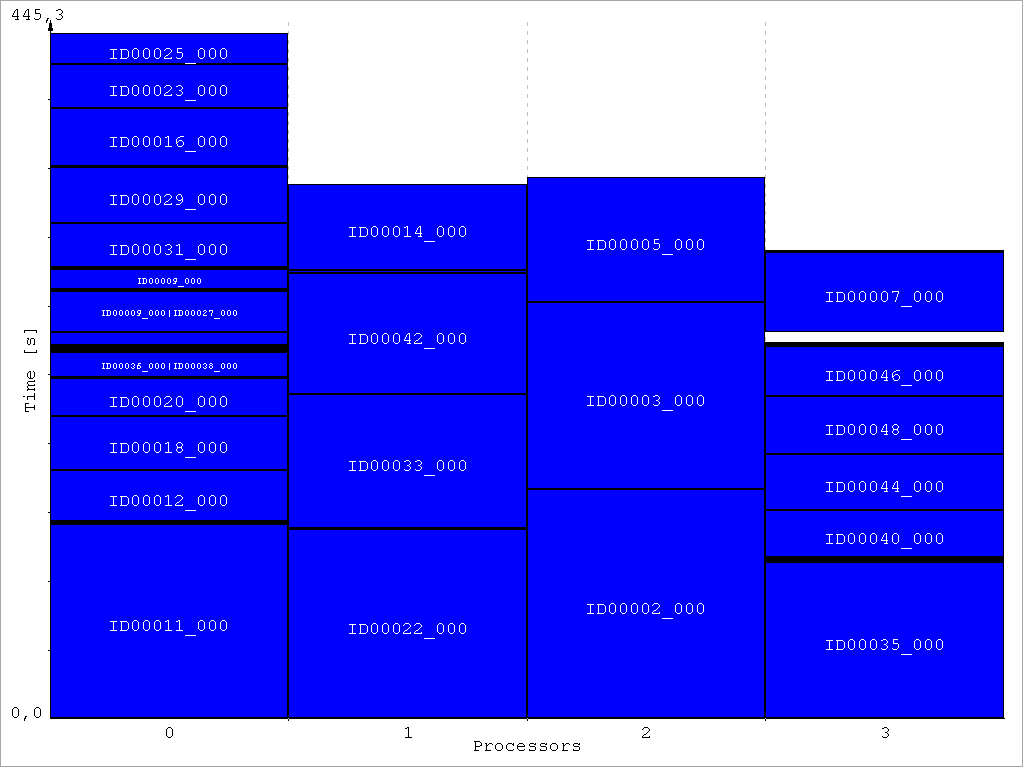 445,3
ID00025_000
ID00023_000
ID00016_000
ID00029_000
ID00031_000
ID00009_000
ID00009_000|ID00027_000
ID00036_000|ID00038_000
ID00020_000
ID00018_000
ID00012_000
ID00011_000
ID00014_000
ID00042_000
ID00033_000
ID00022_000
ID00005_000
ID00003_000
ID00002_000
ID00007_000
ID00046_000
ID00048_000
ID00044_000
ID00040_000
ID00035_000
Time [s]
0,0
0 1 2 3
Processors